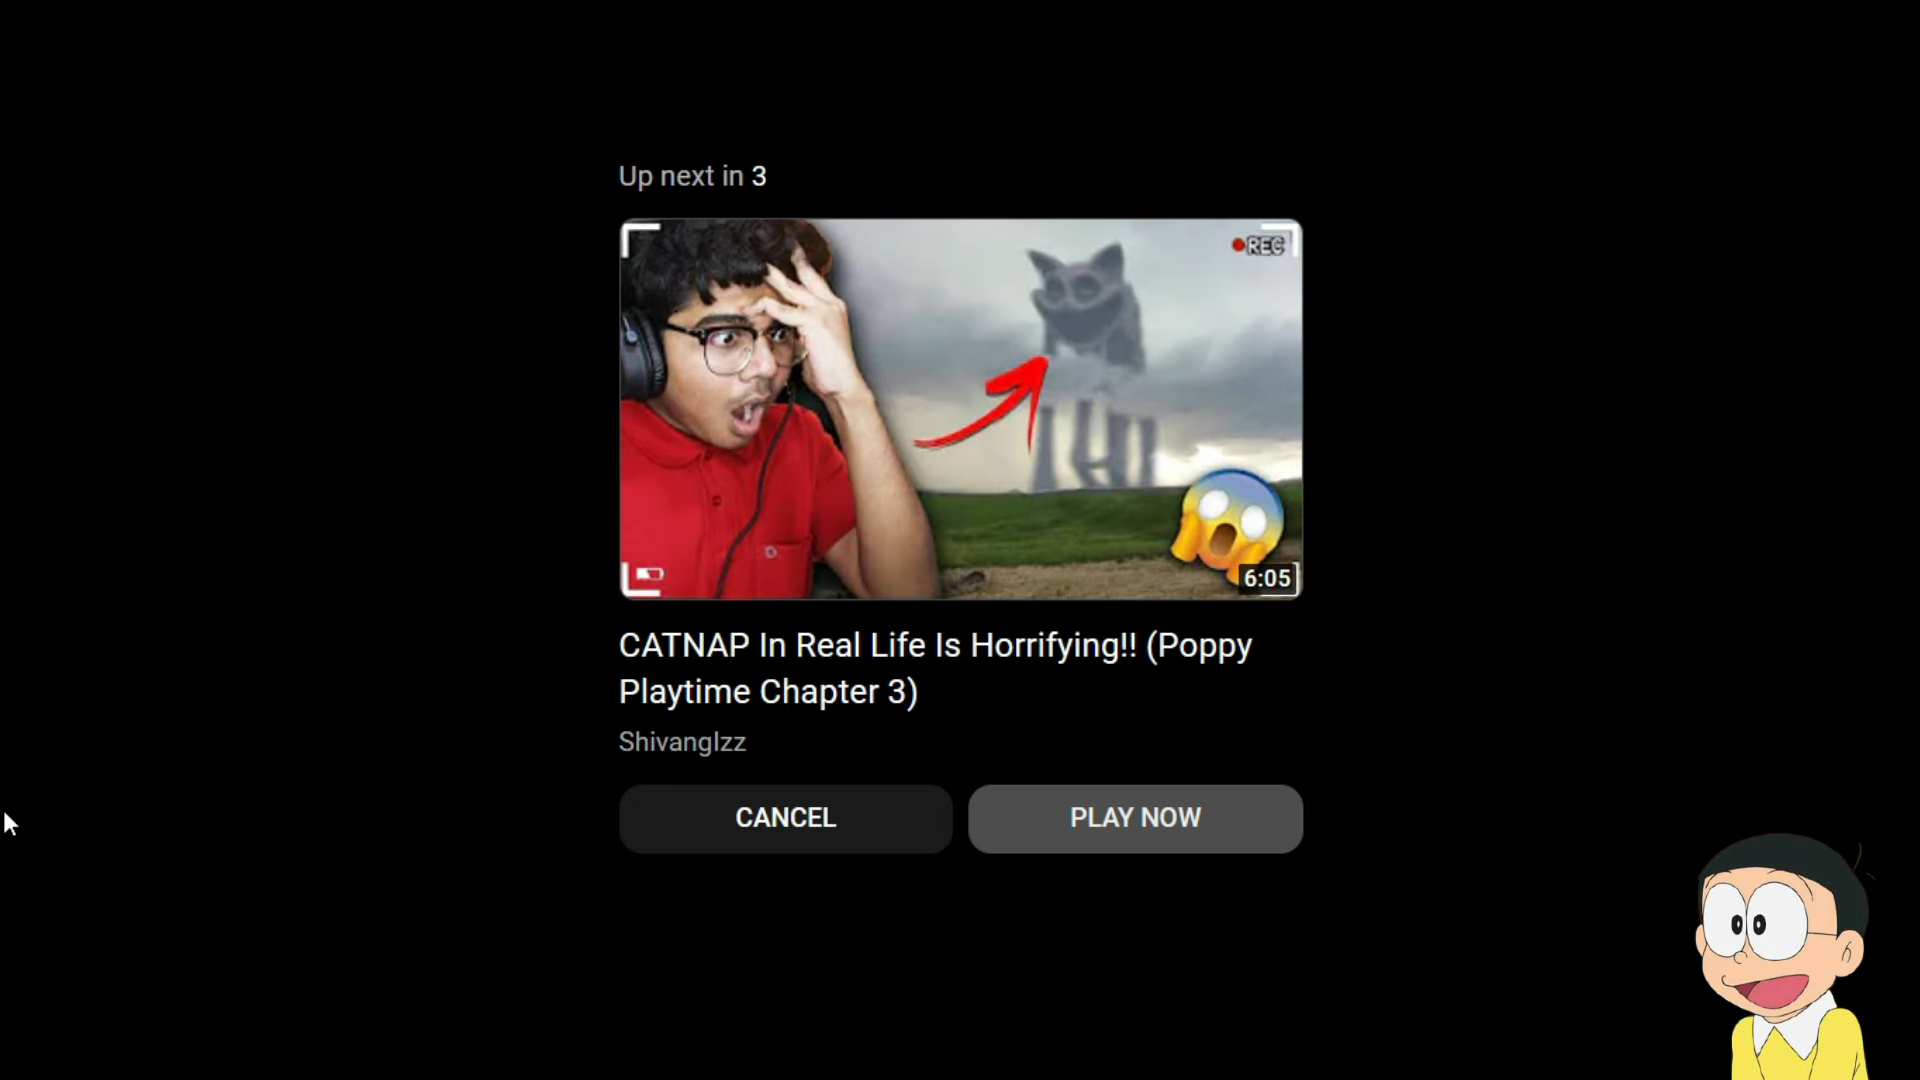 Up next in 3
REC
6:05
CATNAP In Real Life Is Horrifying!! (Poppy
Playtime Chapter 3)
ShivangIzz
CANCEL
PLAY NOW